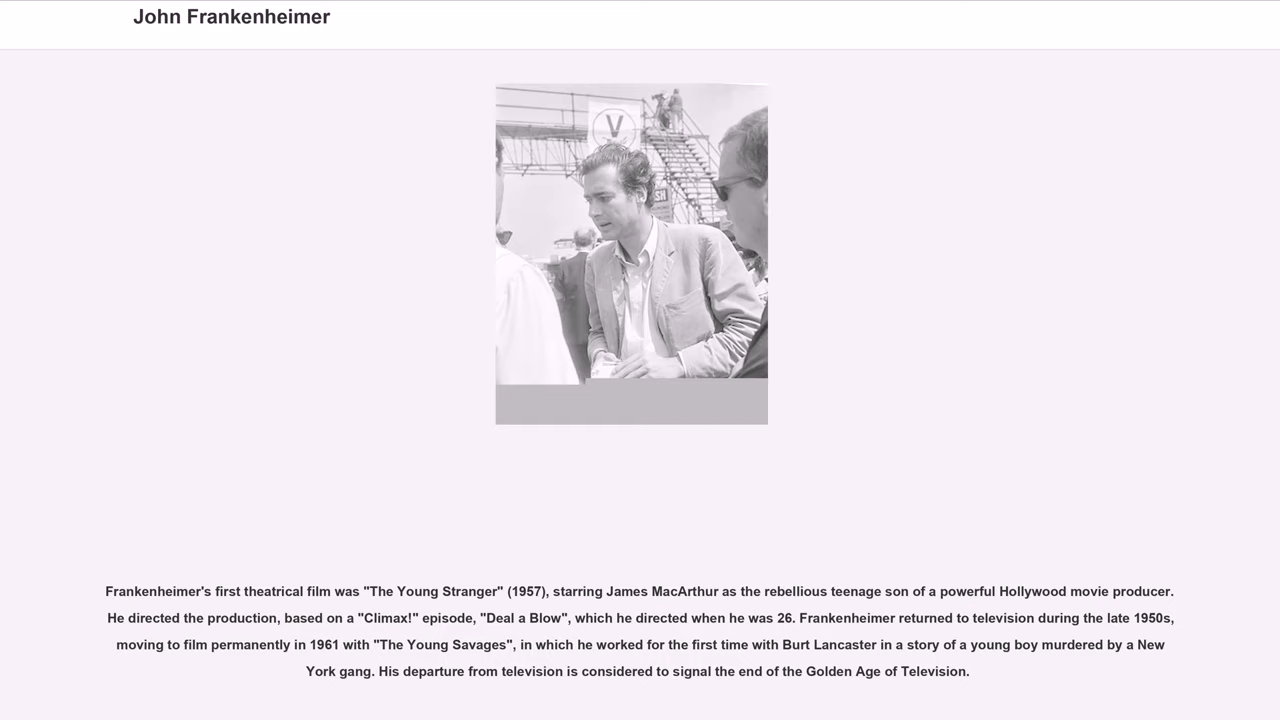 John Frankenheimer
V
SH
Frankenheimer's first theatrical film was "The Young Stranger" (1957), starring James MacArthur as the rebellious teenage son of a powerful Hollywood movie producer.
He directed the production, based on a "Climax!" episode, "Deal a Blow", which he directed when he was 26. Frankenheimer returned to television during the late 1950s,
moving to film permanently in 1961 with "The Young Savages", in which he worked for the first time with Burt Lancaster in a story of a young boy murdered by a New
York gang. His departure from television is considered to signal the end of the Golden Age of Television.